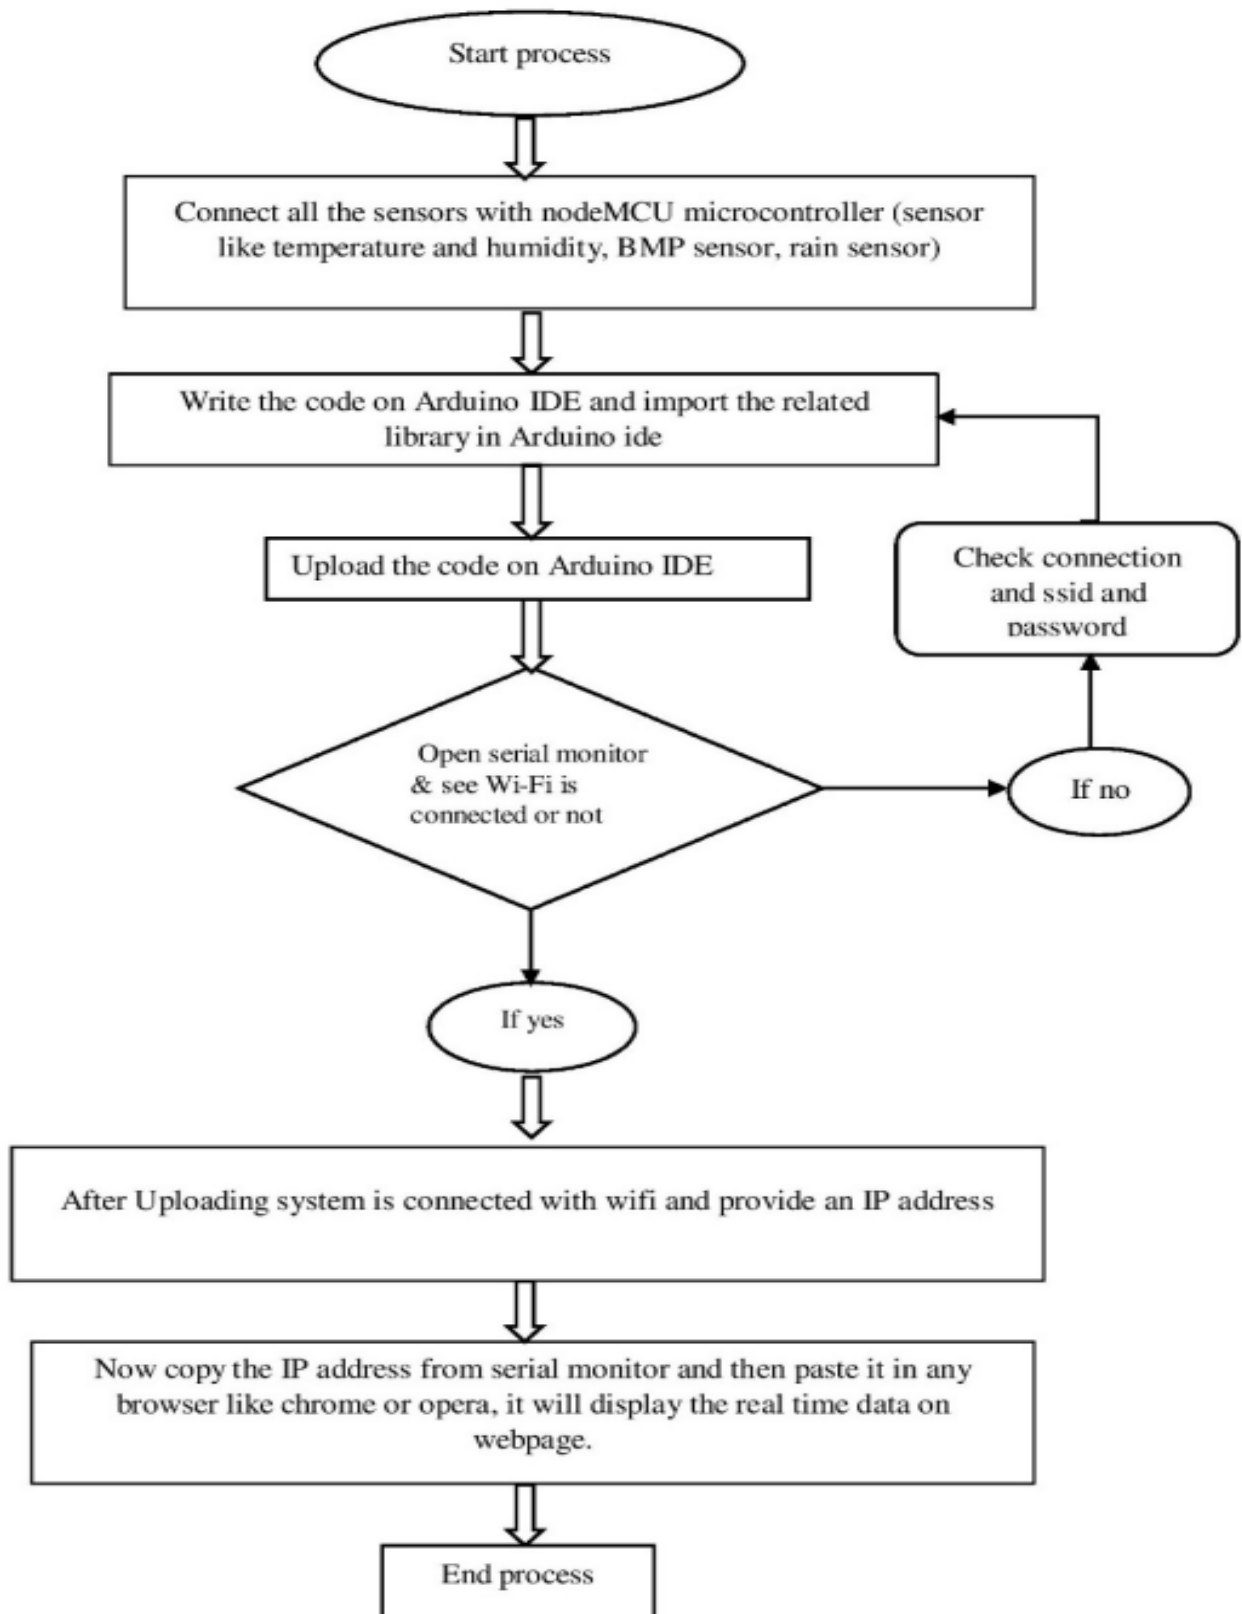 Start process
Connect all the sensors with nodeMCU microcontroller (sensor
like temperature and humidity, BMP sensor, rain sensor)
Write the code on Arduino IDE and import the related
library in Arduino ide
Upload the code on Arduino IDE
Check connection
and ssid and
password
Open serial monitor
& see Wi-Fi is
connected or not
If no
If yes
After Uploading system is connected with wifi and provide an IP address
Now copy the IP address from serial monitor and then paste it in any
browser like chrome or opera, it will display the real time data on
webpage.
End process